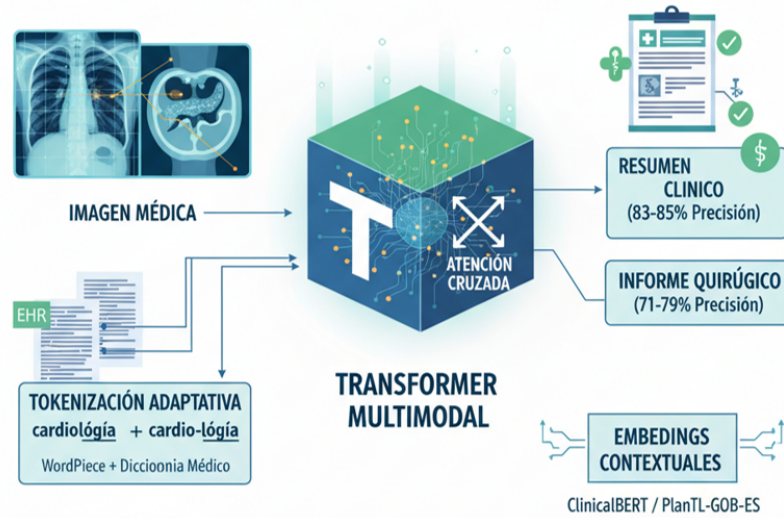 IMAGEN MÉDICA
EHR
TOKENIZACIÓN ADAPTATIVA
cardiológía + cardio-lógía
WordPiece + Diccioonia Médico
T
ATENCIÓN
CRUZADA
TRANSFORMER
MULTIMODAL
RESUMEN
CLINICO
(83-85% Precisión)
INFORME QUIRÚGICO
(71-79% Precisión)
EMBEDINGS
CONTEXTUALES
ClinicalBERT / PlanTL-GOB-ES